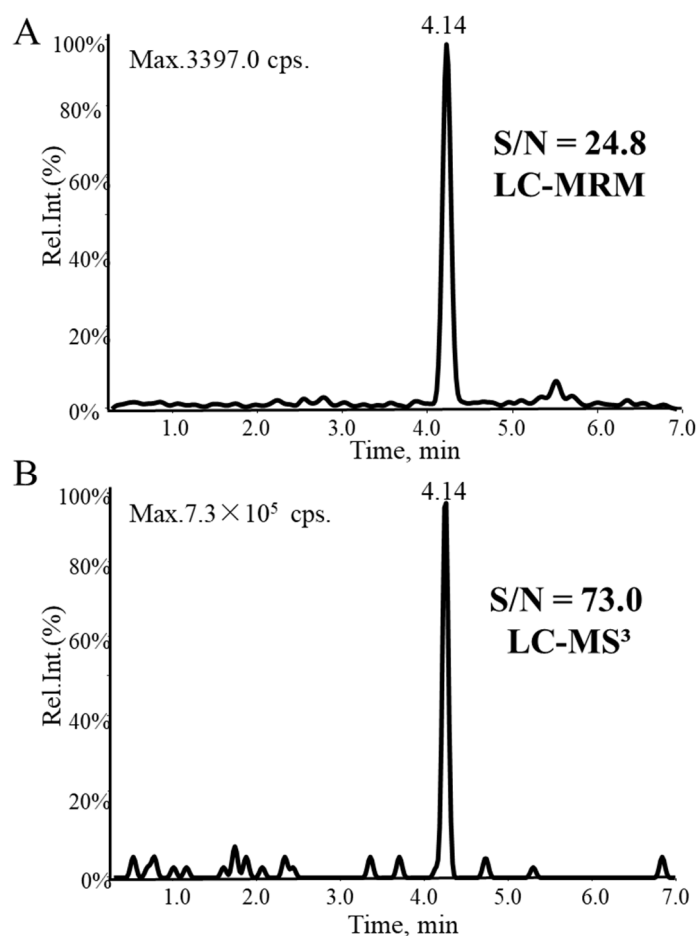 A
4.14
100%
Max.3397.0 cps.
80%
S/N = 24.8
LC-MRM
60%
Rel.Int.(%)
40%
20%
0%
1.0 2.0 3.0 4.0 5.0 6.0 7.0
Time, min
B
4.14
100%
Max.7.3×10⁵ cps.
80%
S/N = 73.0
LC-MS³
60%
Rel.Int.(%)
40%
20%
0%
1.0 2.0 3.0 4.0 5.0 6.0 7.0
Time, min